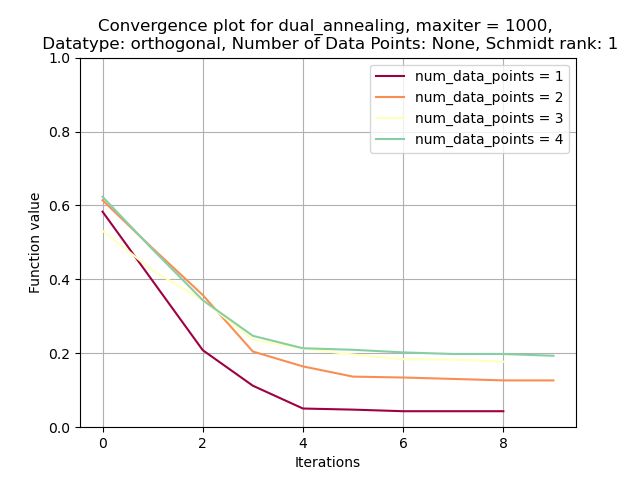 Convergence plot for dual_annealing, maxiter = 1000,
Datatype: orthogonal, Number of Data Points: None, Schmidt rank: 1
1.0
0.8
0.6
0.4
0.2
0.0
Function value
num_data_points = 1
num_data_points = 2
num_data_points = 3
num_data_points = 4
0 2 4 6 8
Iterations